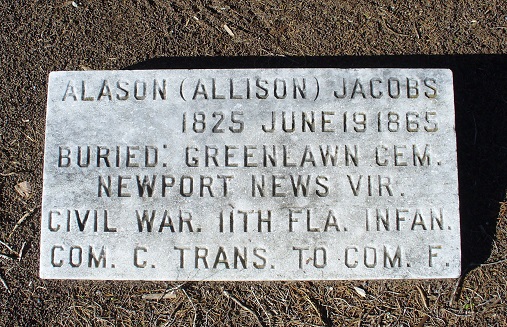 ALASON (ALLISON) JACOBS
1825 JUNE 19 1865
BURIED: GREENLAWN CEM.
NEWPORT NEWS VIR.
CIVIL WAR. 11TH FLA. INFAN.
COM. C. TRANS. TO COM. F.